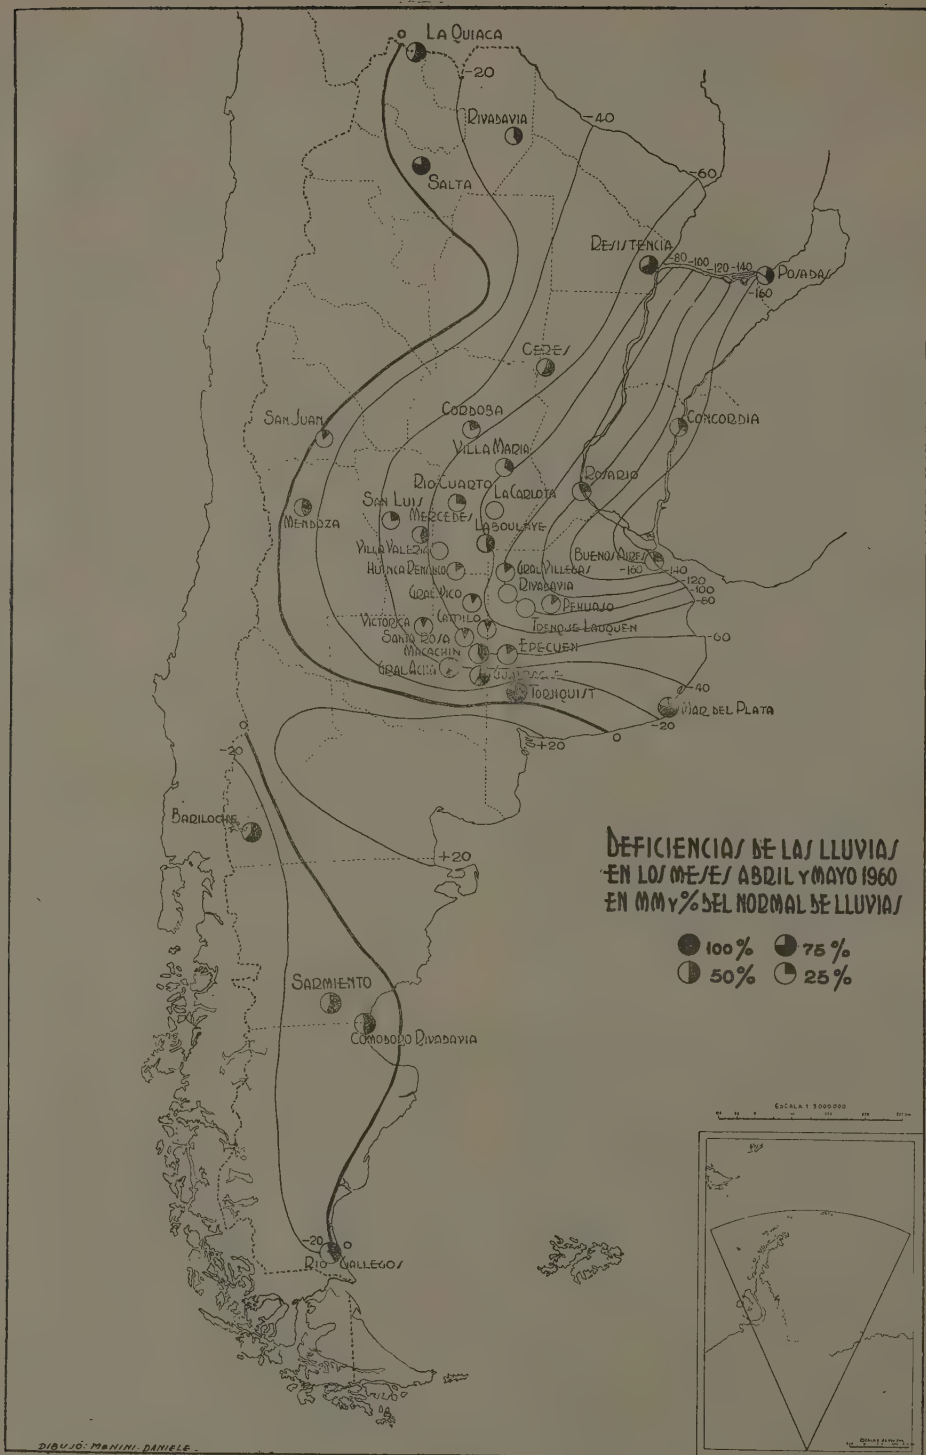 0
LA QUIACA
-20
RIVADAVIA
-40
SALTA
-60
RESISTENCIA
-80
-100
-120
-140
POSADAS
-160
CERES
SAN JUAN
CORDOBA
CONCORDIA
VILLA MARIA
RIO CUARTO
ROSARIO
LA CARLOTA
SAN LUIS
MENDOZA
MERCEDES
LABOULAYE
VILLA VALERIA
BUENOS AIRES
-160
-140
GRAL VILLEGAS
HUINCA RENANCO
-120
RIVADAVIA
-100
GRAL PICO
PEHUAJO
-80
VICTORICA
CATRILO
TRENQUE LAUQUEN
SANTA ROSA
-60
MACACHIN
EPECUEN
GRAL ACHA
-40
TORNQUIST
MAR DEL PLATA
-20
0
+20
0
-20
BARILOCHE
+20
DEFICIENCIAS DE LAS LLUVIAS
EN LOS MESES ABRIL Y MAYO 1960
EN MM Y % DEL NORMAL DE LLUVIAS
100%
75%
50%
25%
SARMIENTO
COMODORO RIVADAVIA
-20
0
RIO GALLEGOS
DIBUJÓ: MANINI-DANIELE